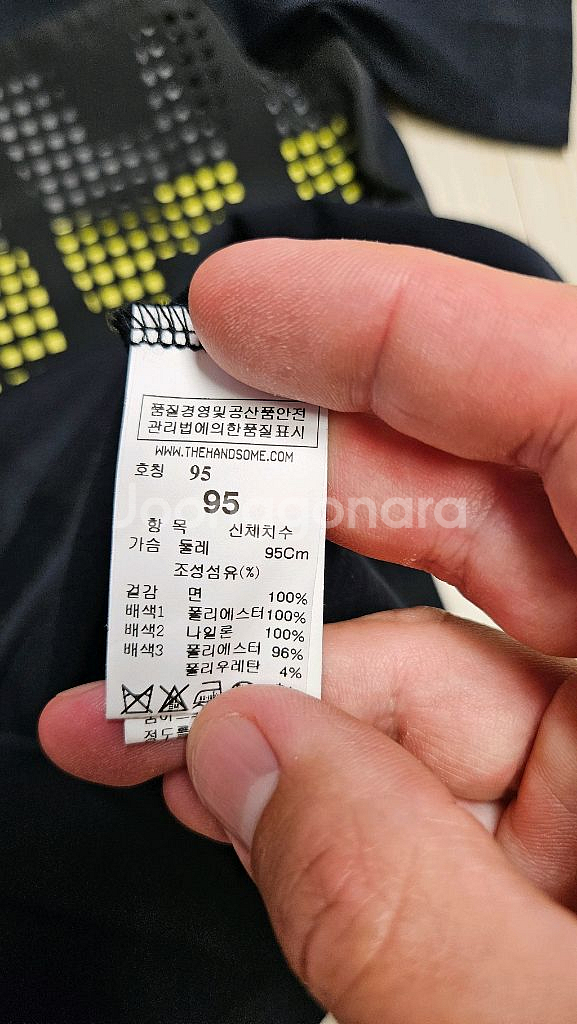 품질경영및공산품안전
관리법에의한품질표시
WWW.THEHANDSOME.COM
호칭 95
95
Joonggonara
항 목 신체치수
가슴 둘레 95Cm
조성섬유(%)
겉감 면 100%
배색1 폴리에스터 100%
배색2 나일론 100%
배색3 폴리에스터 96%
폴리우레탄 4%